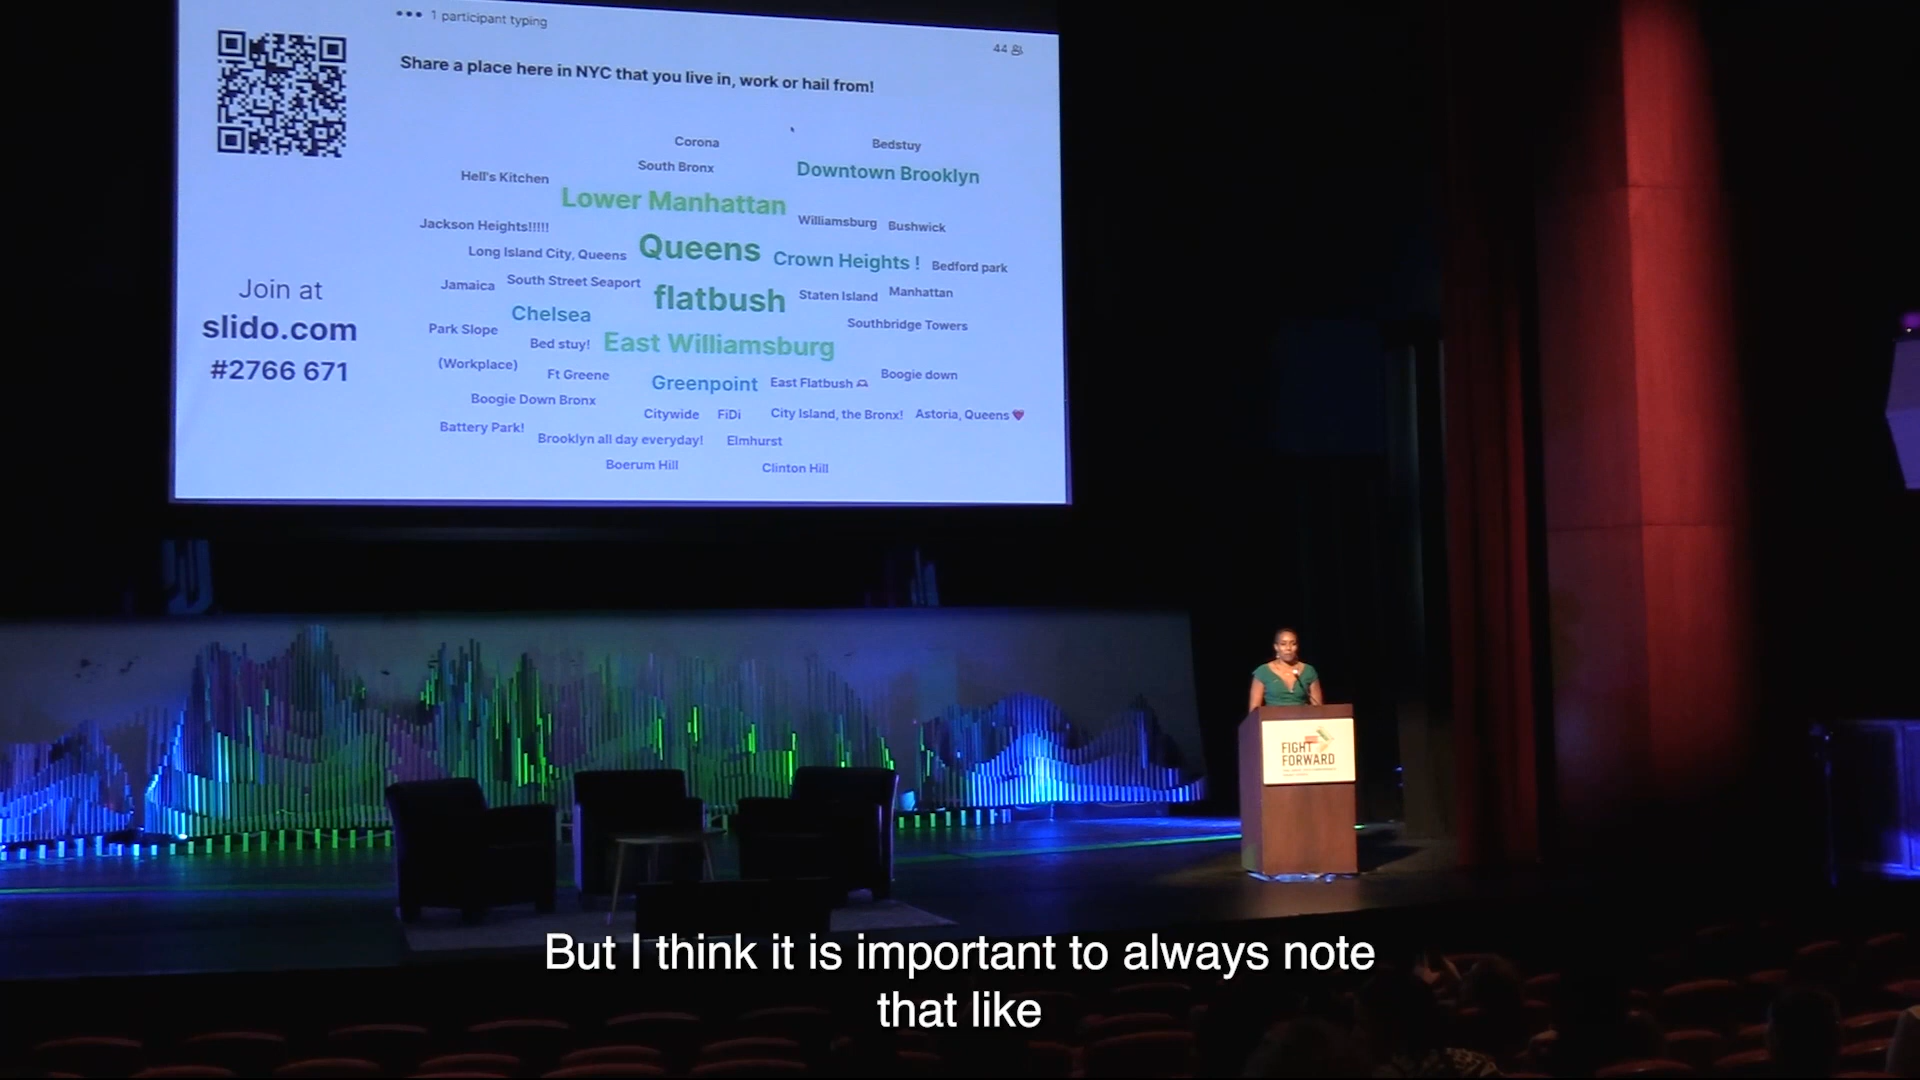 1 participant typing
44
Share a place here in NYC that you live in, work or hail from!
Corona
Bedstuy
South Bronx
Downtown Brooklyn
Hell's Kitchen
Lower Manhattan
Williamsburg
Bushwick
Jackson Heights!!!!!
Queens
Long Island City, Queens
Crown Heights !
Bedford park
Jamaica
South Street Seaport
flatbush
Staten Island
Manhattan
Chelsea
Southbridge Towers
Park Slope
(Workplace)
Bed stuy!
East Williamsburg
Ft Greene
Greenpoint
East Flatbush
Boogie down
Boogie Down Bronx
Citywide
FiDi
City Island, the Bronx!
Astoria, Queens
Battery Park!
Brooklyn all day everyday!
Elmhurst
Boerum Hill
Clinton Hill
Join at
slido.com
#2766 671
FIGHT
FORWARD
But I think it is important to always note
that like